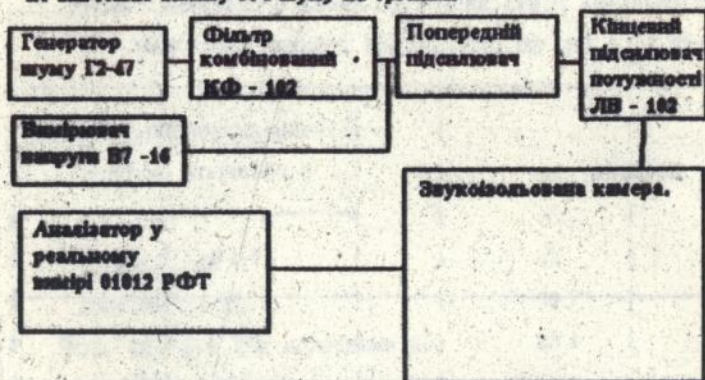 Генератор
шуму Г2-47
Фільтр
комбінований
КФ - 102
Попередній
підсилювач
Кінцевий
підсилювач
потужності
ЛВ - 102
Вимірювач
напруги В7 -16
Звукоізольована камера.
Аналізатор у
реальному
вимірі 01012 РФТ